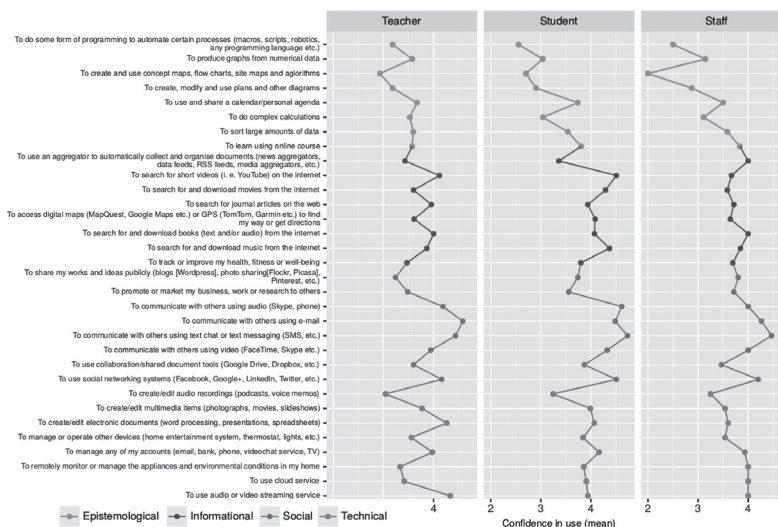 Teacher Student Staff
To do some form of programming to automate certain processes (macros, scripts, robotics,
any programming language etc.)
To produce graphs from numerical data
To create and use concept maps, flow charts, site maps and aglorithms
To create, modify and use plans and other diagrams
To use and share a calendar/personal agenda
To do complex calculations
To sort large amounts of data
To learn using online course
To use an aggregator to automatically collect and organise documents (news aggregators,
data feeds, RSS feeds, media aggregators, etc.)
To search for short videos (i. e. YouTube) on the internet
To search for and download movies from the internet
To search for journal articles on the web
To access digital maps (MapQuest, Google Maps etc.) or GPS (TomTom, Garmin etc.) to find
my way or get directions
To search for and download books (text and/or audio) from the internet
To search for and download music from the internet
To track or improve my health, fitness or well-being
To share my works and ideas publicly (blogs [Wordpress], photo sharing[Flockr, Picasa],
Pinterest, etc.)
To promote or market my business, work or research to others
To communicate with others using audio (Skype, phone)
To communicate with others using e-mail
To communicate with others using text chat or text messaging (SMS, etc.)
To communicate with others using video (FaceTime, Skype etc.)
To use collaboration/shared document tools (Google Drive, Dropbox, etc.)
To use social networking systems (Facebook, Google+, LinkedIn, Twitter, etc.)
To create/edit audio recordings (podcasts, voice memos)
To create/edit multimedia items (photographs, movies, slideshows)
To create/edit electronic documents (word processing, presentations, spreadsheets)
To manage or operate other devices (home entertainment system, thermostat, lights, etc.)
To manage any of my accounts (email, bank, phone, videochat service, TV)
To remotely monitor or manage the appliances and environmental conditions in my home
To use cloud service
To use audio or video streaming service
4 2 3 4 2 3 4
Epistemological Informational Social Technical
Confidence in use (mean)